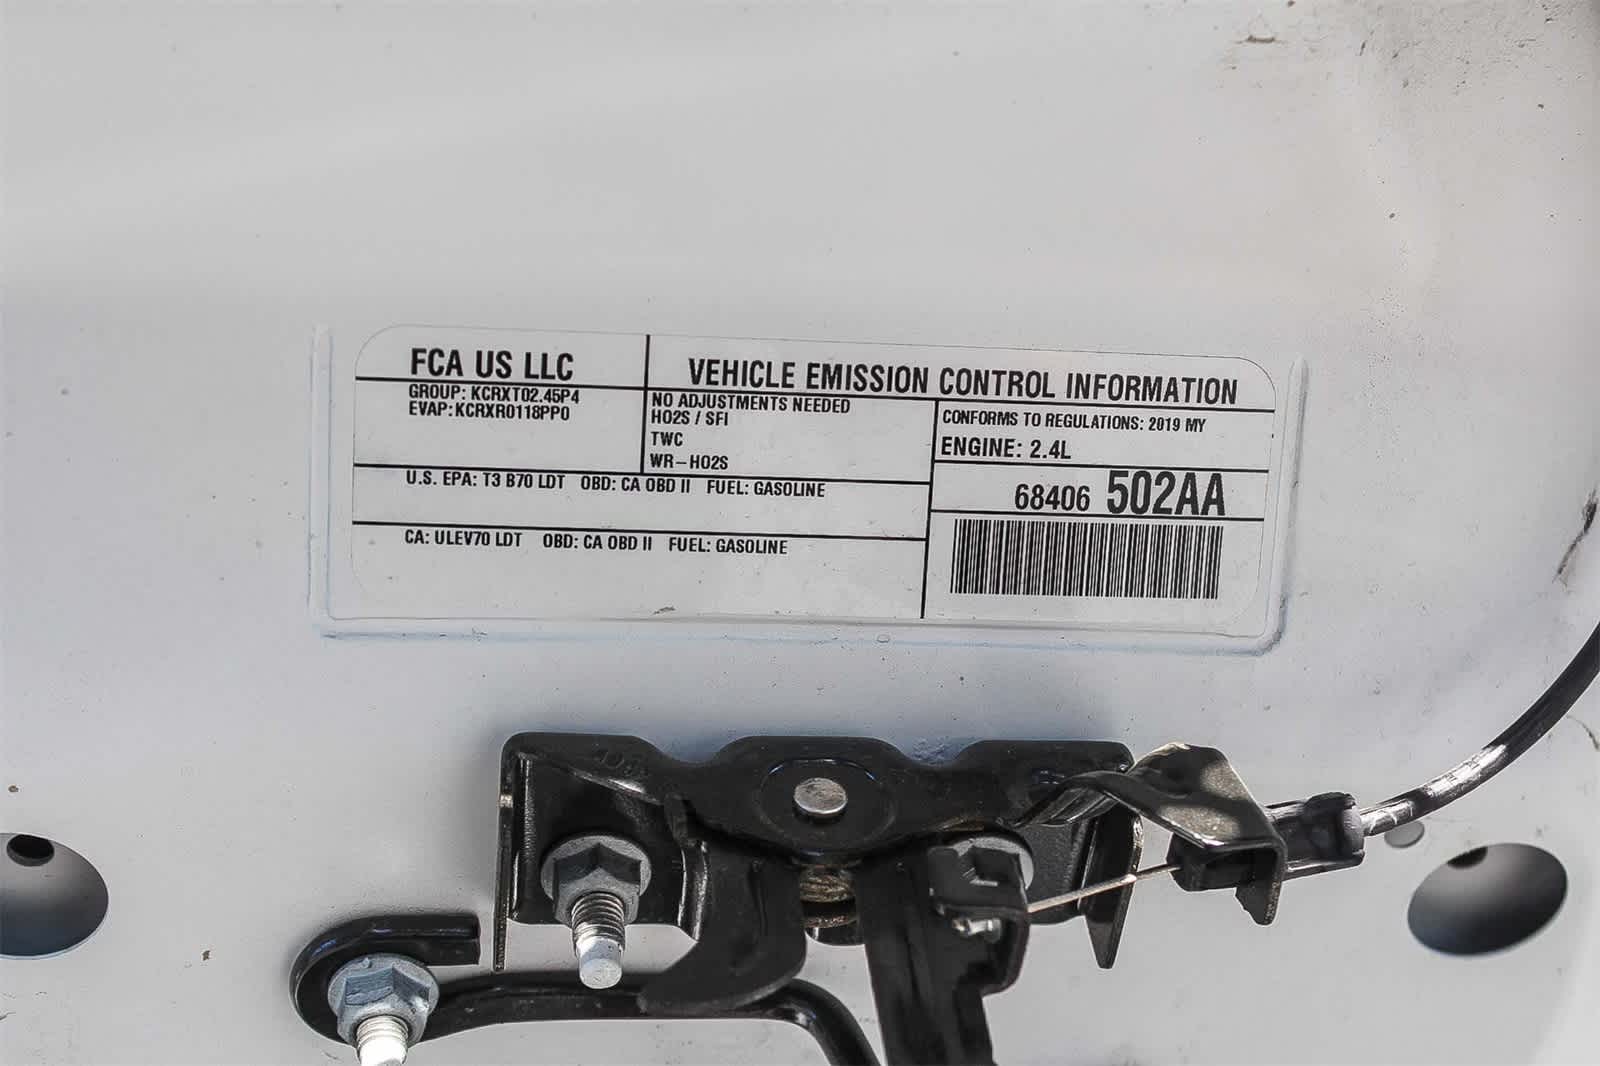 FCA US LLC
GROUP: KCRXT02.45P4
EVAP: KCRXR0118PP0
VEHICLE EMISSION CONTROL INFORMATION
NO ADJUSTMENTS NEEDED
HO2S / SFI
TWC
WR-HO2S
CONFORMS TO REGULATIONS: 2019 MY
ENGINE: 2.4L
68406 502AA
U.S. EPA: T3 B70 LDT OBD: CA OBD II FUEL: GASOLINE
CA: ULEV70 LDT OBD: CA OBD II FUEL: GASOLINE